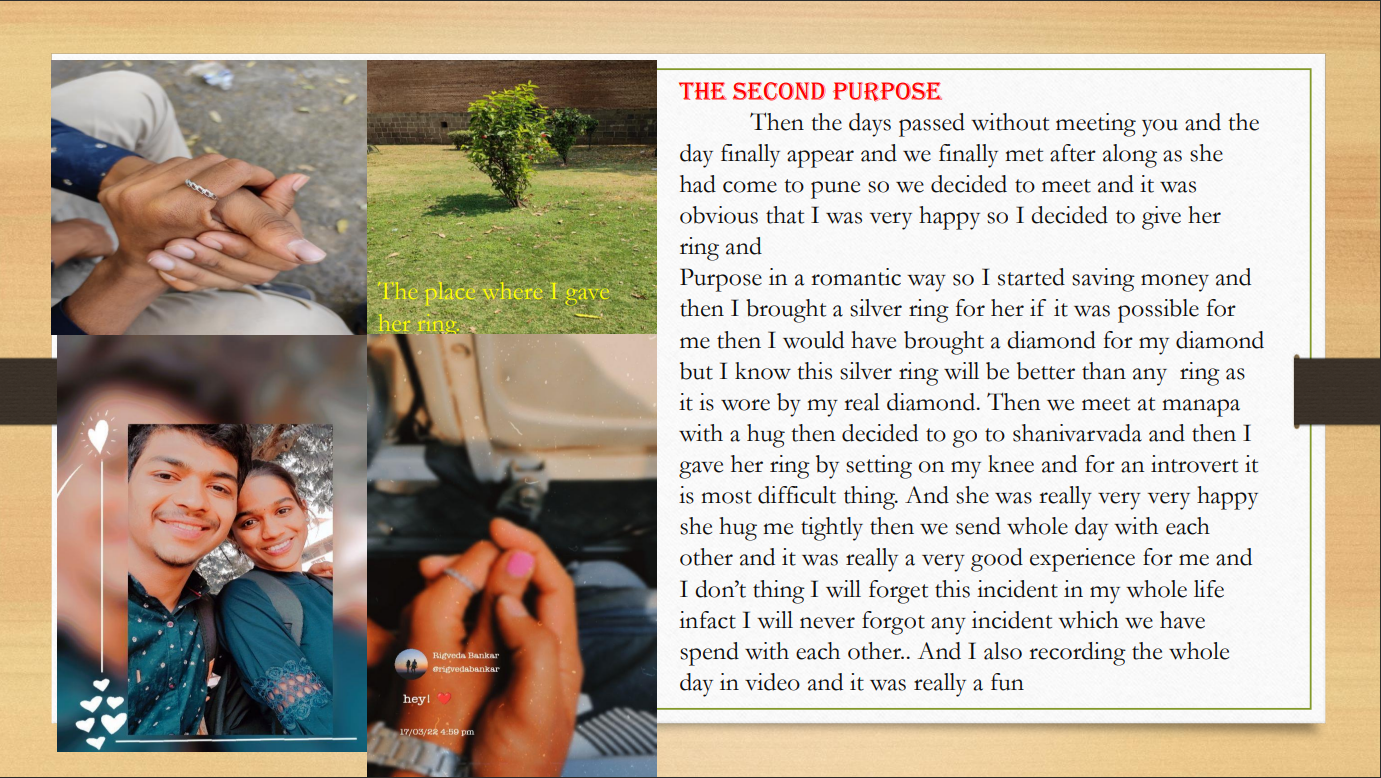 The place where I gave
her ring.
Rigveda Bankar
@rigvedabankar
hey! ❤️
17/03/22 4:59 pm
THE SECOND PURPOSE
Then the days passed without meeting you and the
day finally appear and we finally met after along as she
had come to pune so we decided to meet and it was
obvious that I was very happy so I decided to give her
ring and
Purpose in a romantic way so I started saving money and
then I brought a silver ring for her if it was possible for
me then I would have brought a diamond for my diamond
but I know this silver ring will be better than any ring as
it is wore by my real diamond. Then we meet at manapa
with a hug then decided to go to shanivarvada and then I
gave her ring by setting on my knee and for an introvert it
is most difficult thing. And she was really very very happy
she hug me tightly then we send whole day with each
other and it was really a very good experience for me and
I don’t thing I will forget this incident in my whole life
infact I will never forgot any incident which we have
spend with each other.. And I also recording the whole
day in video and it was really a fun